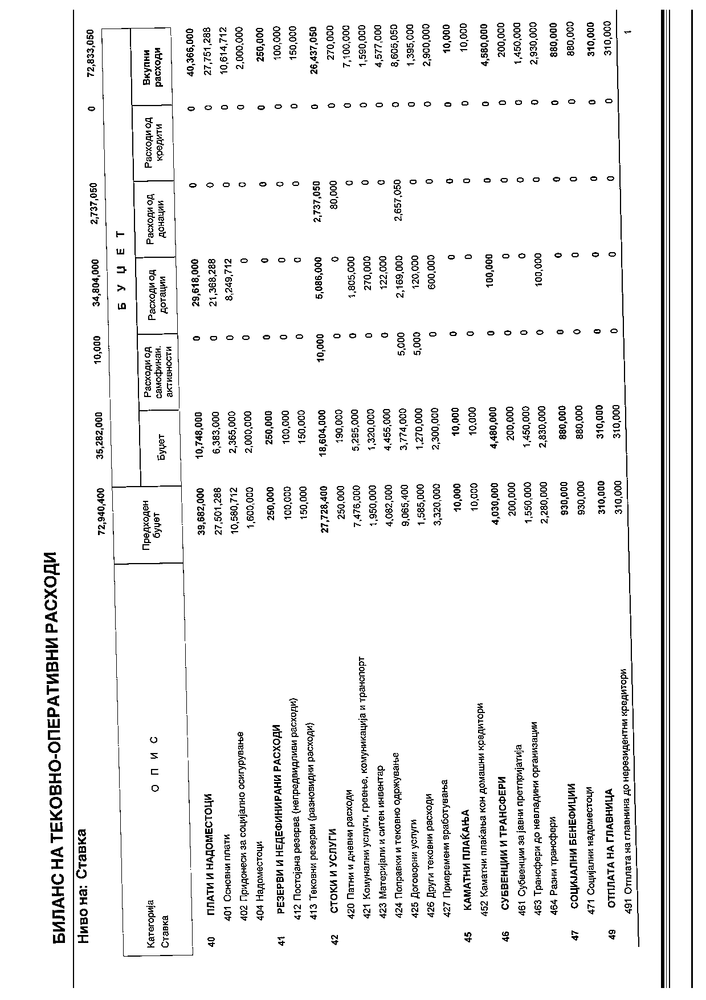 БИЛАНС НА ТЕКОВНО-ОПЕРАТИВНИ РАСХОДИ
Ниво на: Ставка
72,940,400 35,282,000 10,000 34,804,000 2,737,050 0 72,833,050
Категорија
Ставка
О П И С
Предходен
буџет
Б У Џ Е Т
Буџет
Расходи од
самофинан.
активности
Расходи од
дотации
Расходи од
донации
Расходи од
кредити
Вкупни
расходи
40 ПЛАТИ И НАДОМЕСТОЦИ 39,682,000 10,748,000 0 29,618,000 0 0 40,366,000
401 Основни плати 27,501,288 6,383,000 0 21,368,288 0 0 27,751,288
402 Придонеси за социјално осигурување 10,580,712 2,365,000 0 8,249,712 0 0 10,614,712
404 Надоместоци 1,600,000 2,000,000 0 0 0 0 2,000,000
41 РЕЗЕРВИ И НЕДЕФИНИРАНИ РАСХОДИ 250,000 250,000 0 0 0 0 250,000
412 Постојана резерва (непредвидливи расходи) 100,000 100,000 0 0 0 0 100,000
413 Тековни резерви (разновидни расходи) 150,000 150,000 0 0 0 0 150,000
42 СТОКИ И УСЛУГИ 27,728,400 18,604,000 10,000 5,086,000 2,737,050 0 26,437,050
420 Патни и дневни расходи 250,000 190,000 0 0 80,000 0 270,000
421 Комунални услуги, греење, комуникација и транспорт 7,476,000 5,295,000 0 1,805,000 0 0 7,100,000
423 Материјали и ситен инвентар 1,950,000 1,320,000 0 270,000 0 0 1,590,000
424 Поправки и тековно одржување 4,082,000 4,455,000 0 122,000 0 0 4,577,000
425 Договорни услуги 9,065,400 3,774,000 5,000 2,169,000 2,657,050 0 8,605,050
426 Други тековни расходи 1,585,000 1,270,000 5,000 120,000 0 0 1,395,000
427 Привремени вработувања 3,320,000 2,300,000 0 600,000 0 0 2,900,000
45 КАМАТНИ ПЛАЌАЊА 10,000 10,000 0 0 0 0 10,000
452 Каматни плаќања кон домашни кредитори 10,000 10,000 0 0 0 0 10,000
46 СУБВЕНЦИИ И ТРАНСФЕРИ 4,030,000 4,480,000 0 100,000 0 0 4,580,000
461 Субвенции за јавни претпријатија 200,000 200,000 0 0 0 0 200,000
463 Трансфери до невладини организации 1,550,000 1,450,000 0 0 0 0 1,450,000
464 Разни трансфери 2,280,000 2,830,000 0 100,000 0 0 2,930,000
47 СОЦИЈАЛНИ БЕНЕФИЦИИ 930,000 880,000 0 0 0 0 880,000
471 Социјални надоместоци 930,000 880,000 0 0 0 0 880,000
49 ОТПЛАТА НА ГЛАВНИЦА 310,000 310,000 0 0 0 0 310,000
491 Отплата на главнина до нерезидентни кредитори 310,000 310,000 0 0 0 0 310,000
1